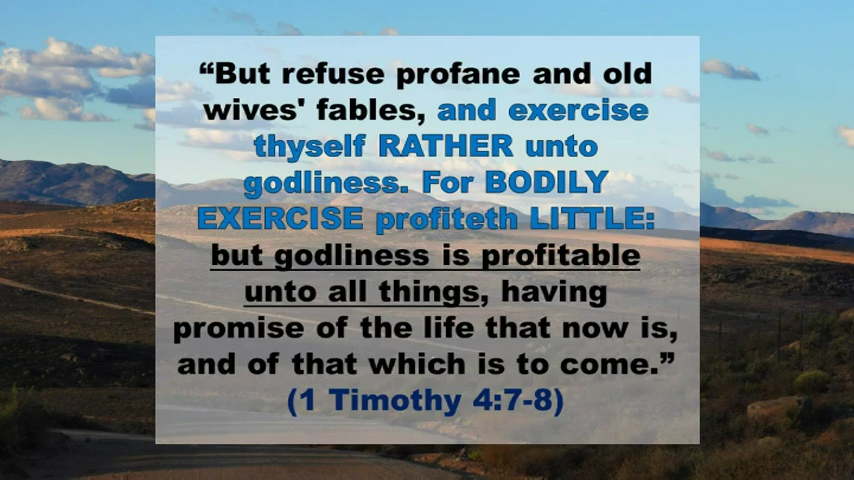 “But refuse profane and old
wives' fables, and exercise
thyself RATHER unto
godliness. For BODILY
EXERCISE profiteth LITTLE:
but godliness is profitable
unto all things, having
promise of the life that now is,
and of that which is to come.”
(1 Timothy 4:7-8)